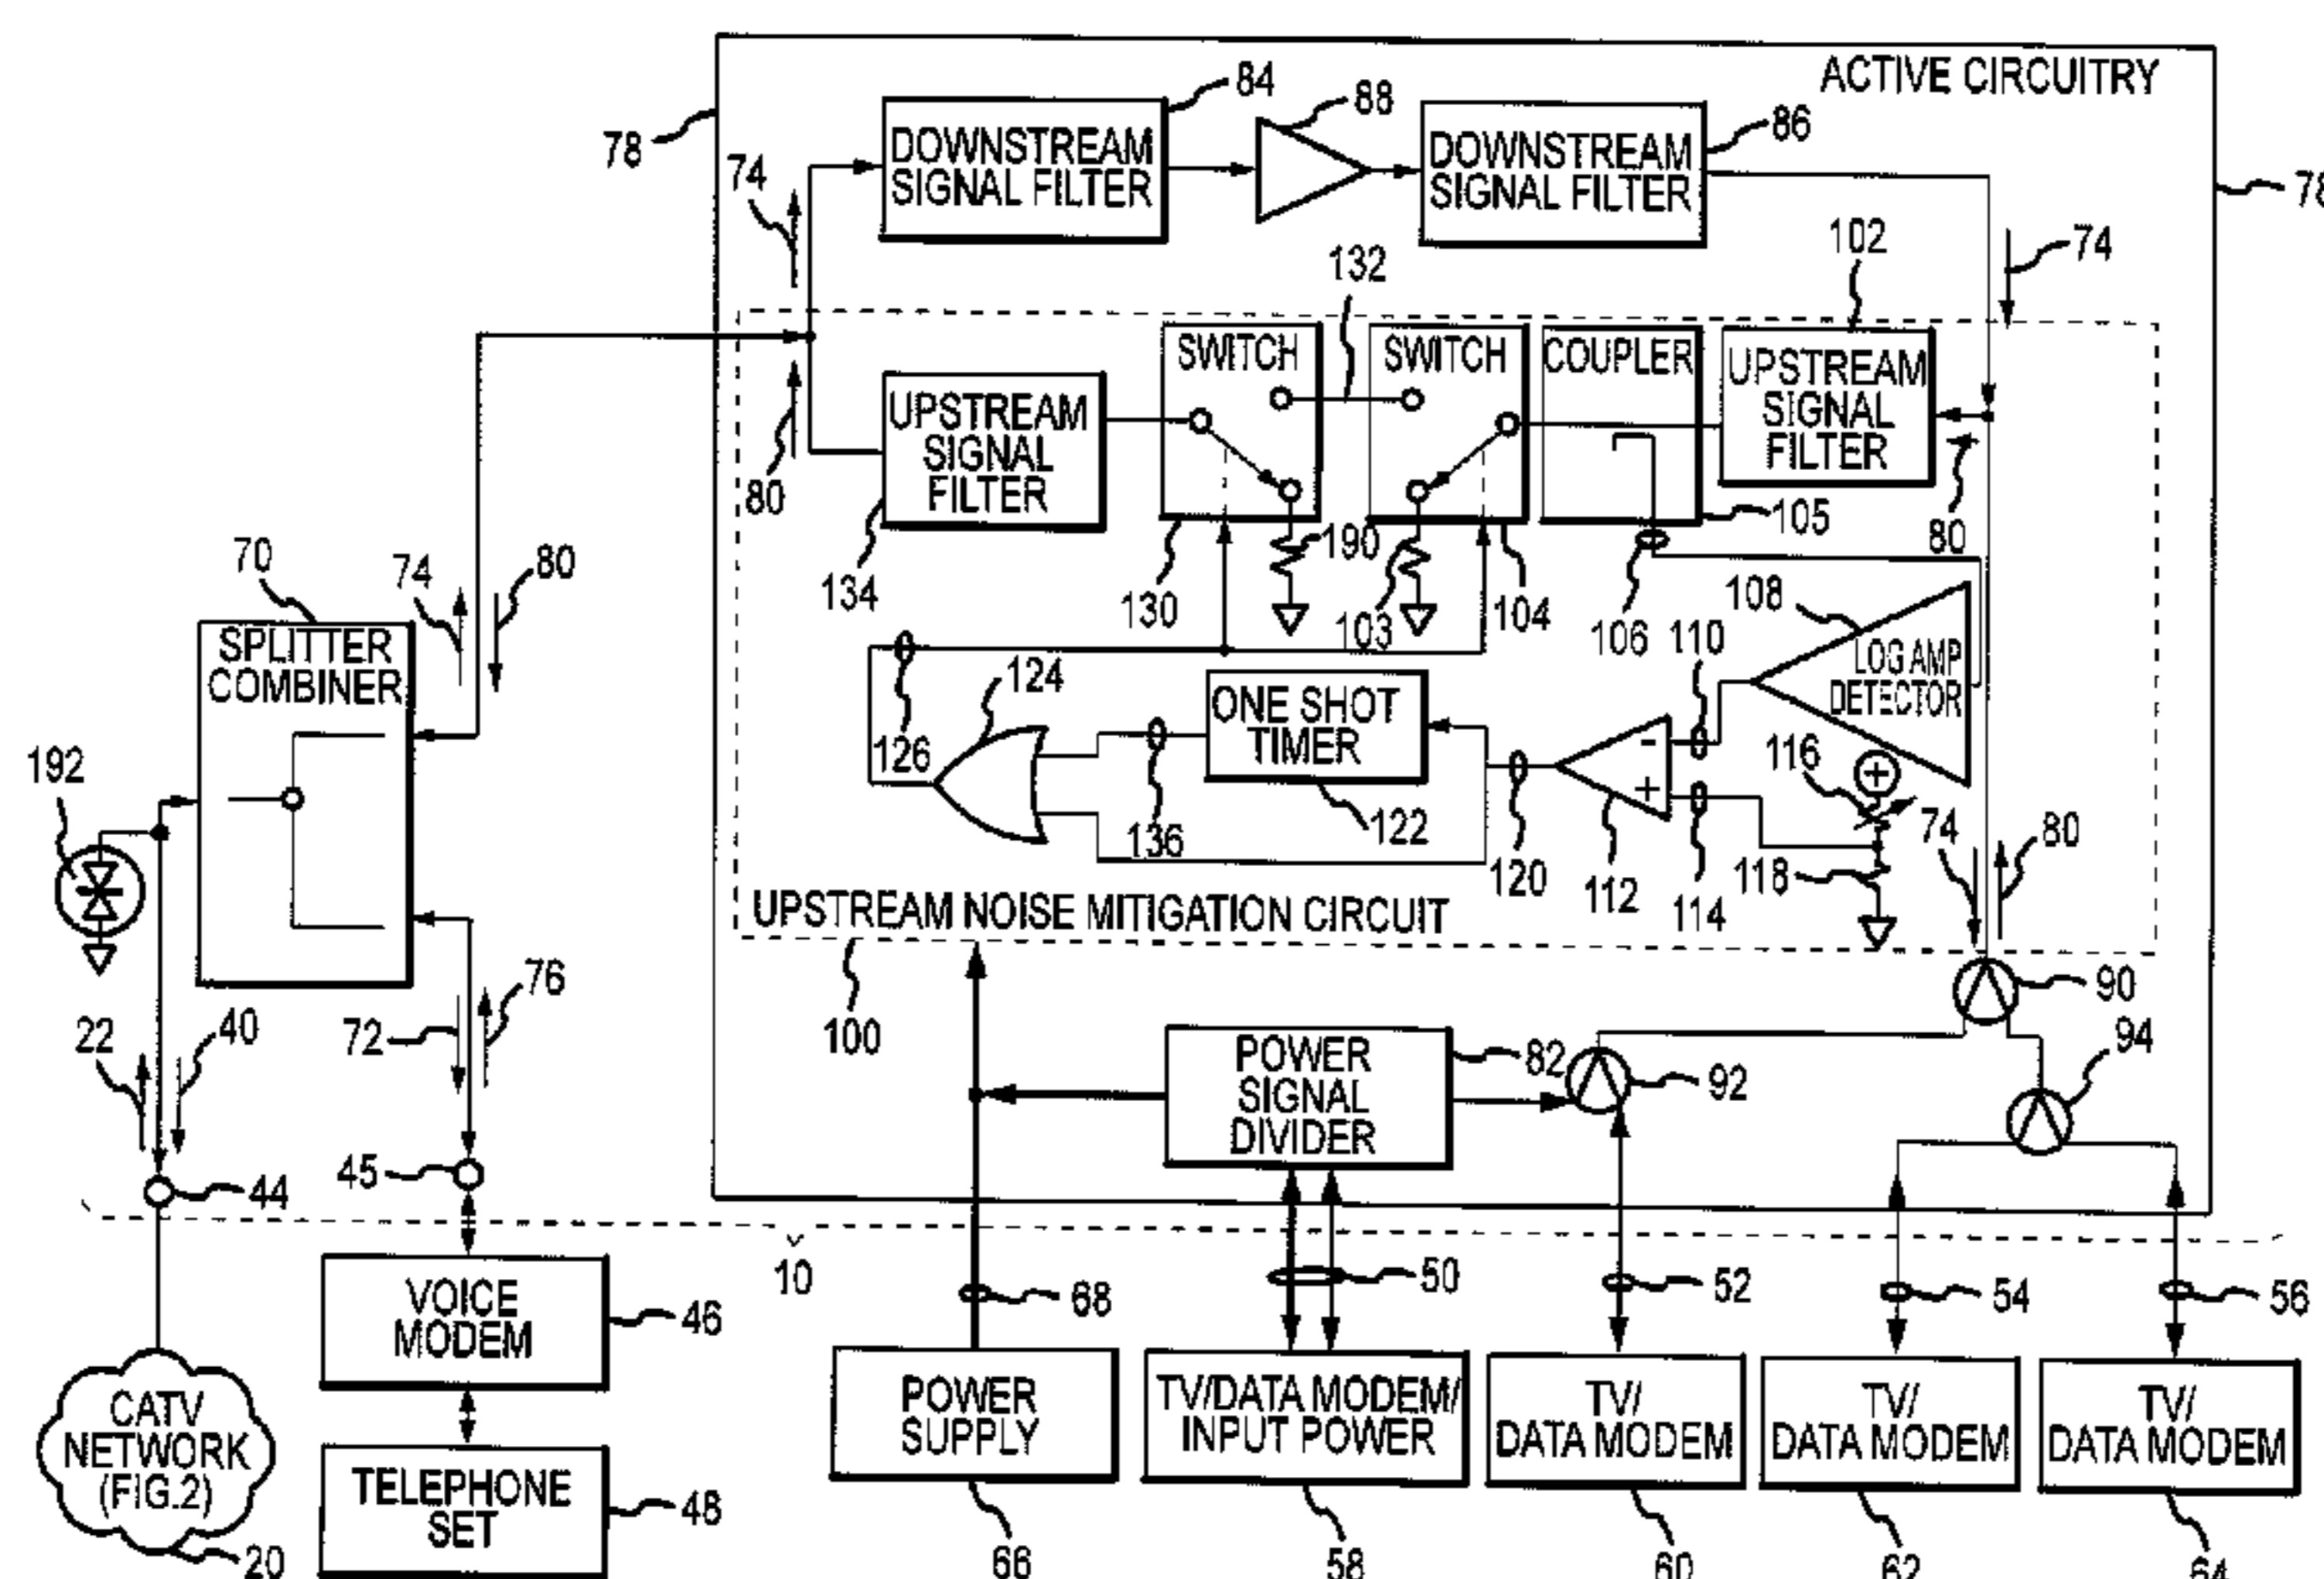 ACTIVE CIRCUITRY
78
74
84
DOWNSTREAM
SIGNAL FILTER
88
DOWNSTREAM
SIGNAL FILTER
86
78
74
102
132
80
UPSTREAM
SIGNAL
FILTER
134
SWITCH
130
190
SWITCH
103
104
COUPLER
105
106
UPSTREAM
SIGNAL
FILTER
80
70
SPLITTER
COMBINER
74
80
192
126
124
136
ONE SHOT
TIMER
122
120
-
+
112
110
114
108
LOG AMP
DETECTOR
+
116
118
74
80
UPSTREAM NOISE MITIGATION CIRCUIT
100
22
40
72
76
44
45
POWER
SIGNAL
DIVIDER
82
92
90
94
10
68
50
52
54
56
VOICE
MODEM
46
CATV
NETWORK
(FIG.2)
20
TELEPHONE
SET
48
POWER
SUPPLY
66
TV/DATA MODEM/
INPUT POWER
58
TV/
DATA MODEM
60
TV/
DATA MODEM
62
TV/
DATA MODEM
64